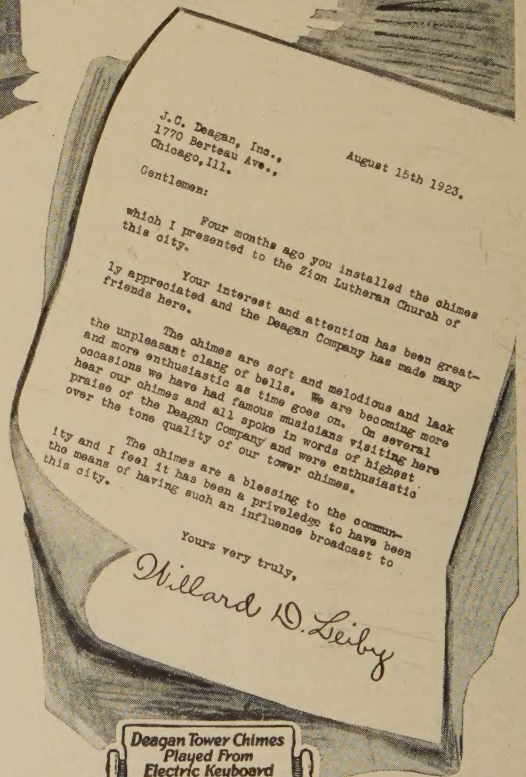 J.C. Deagan, Inc.,
1770 Berteau Ave.,
Chicago, Ill.
August 15th 1923.
Gentlemen:
Four months ago you installed the chimes
which I presented to the Zion Lutheran Church of
this city.
Your interest and attention has been great-
ly appreciated and the Deagan Company has made many
friends here.
The chimes are soft and melodious and lack
the unpleasant clang of bells. We are becoming more
and more enthusiastic as time goes on. On several
occasions we have had famous musicians visiting here
hear our chimes and all spoke in words of highest
praise of the Deagan Company and were enthusiastic
over the tone quality of our tower chimes.
The chimes are a blessing to the commun-
ity and I feel it has been a priveledge to have been
the means of having such an influence broadcast to
this city.
Yours very truly,
Willard D. Leiby
Deagan Tower Chimes
Played From
Electric Keyboard